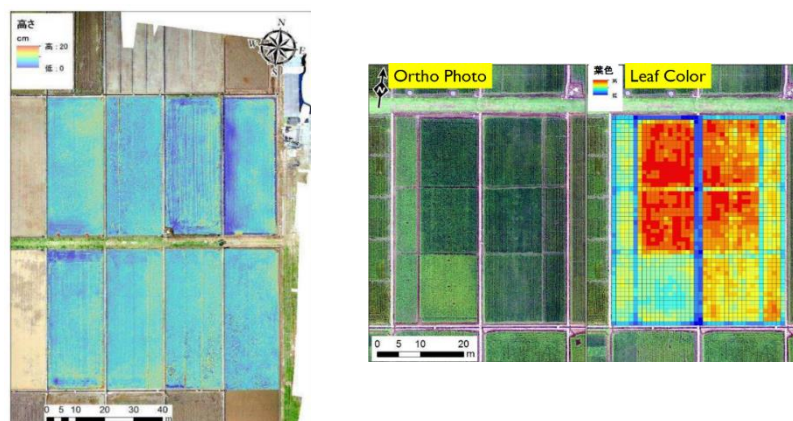 高さ
cm
高 : 20
低 : 0
N
W
E
S
0 5 10 20 30 40
m
Ortho Photo
N
0 5 10 20
m
葉色
Leaf Color